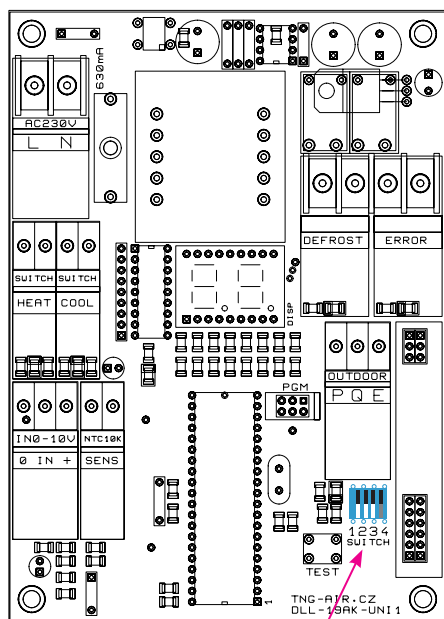 630mA
AC230V
L N
DEFROST ERROR
SWITCH SWITCH
HEAT COOL
DISP
OUTDOOR
P Q E
PGM
IN0-10V NTC10K
0 IN + SENS
1234
SWITCH
TEST
1
TNG-AIR.CZ
DLL-19AK-UNI1